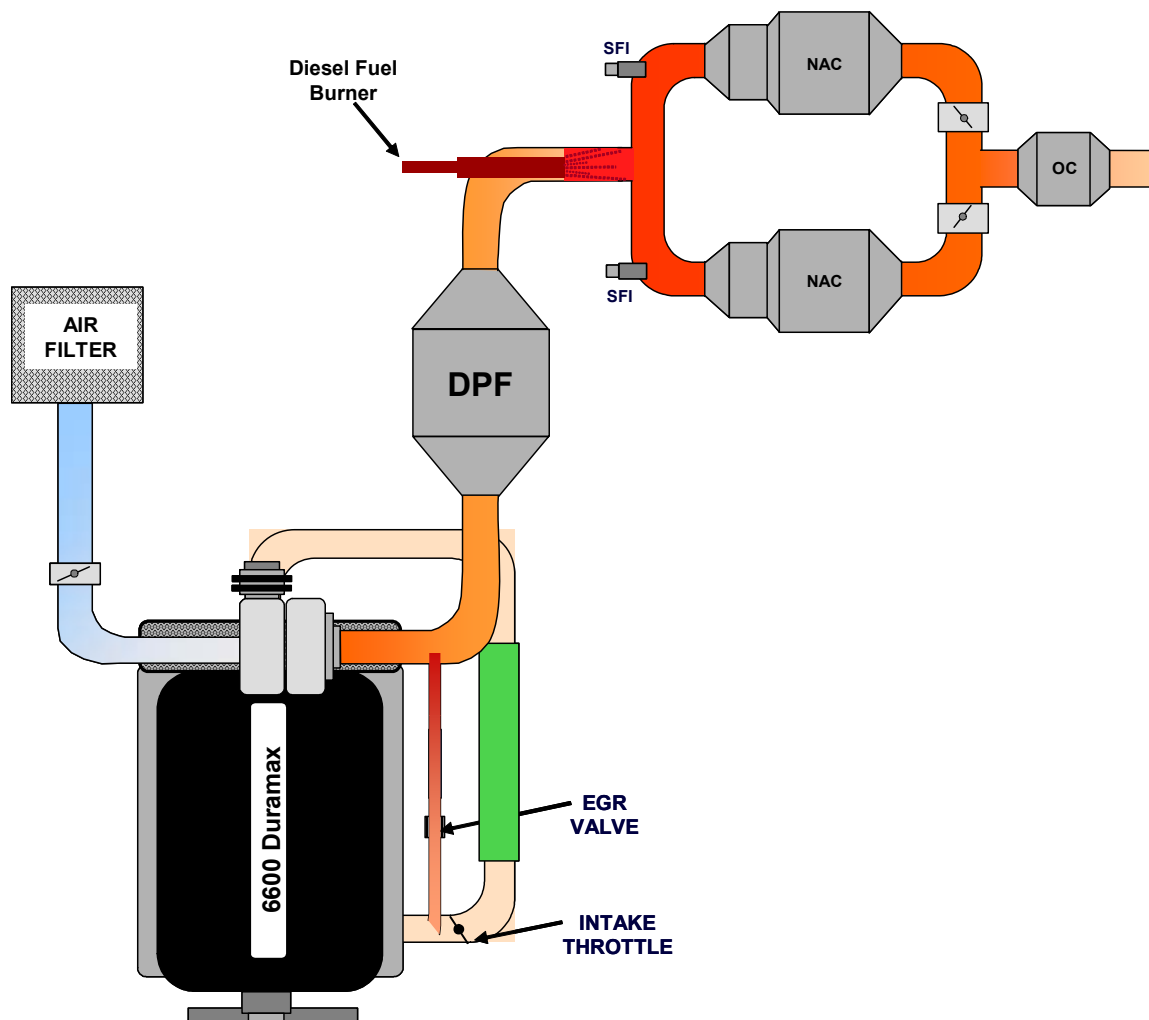 SFI
NAC
Diesel Fuel
Burner
OC
NAC
SFI
AIR
FILTER
DPF
6600 Duramax
EGR
VALVE
INTAKE
THROTTLE